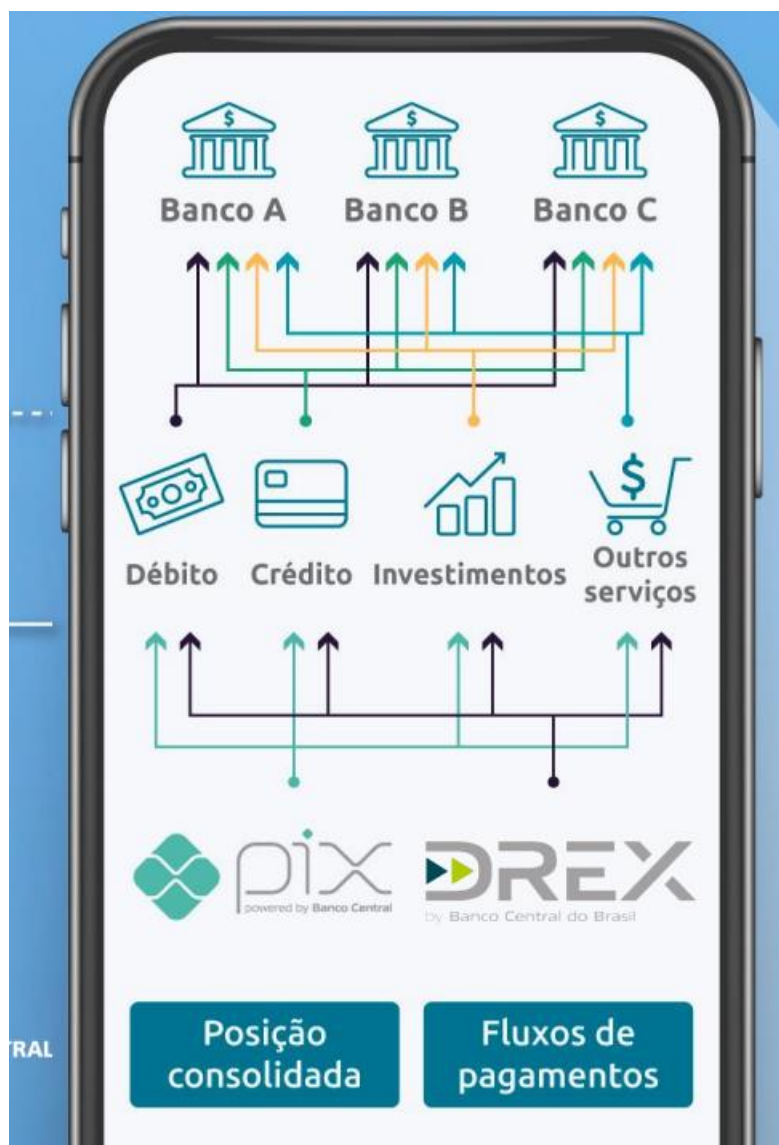 $ $ $
Banco A Banco B Banco C
$
Débito Crédito Investimentos Outros
serviços
pix DREX
powered by Banco Central by Banco Central do Brasil
Posição Fluxos de
consolidada pagamentos
TRAL